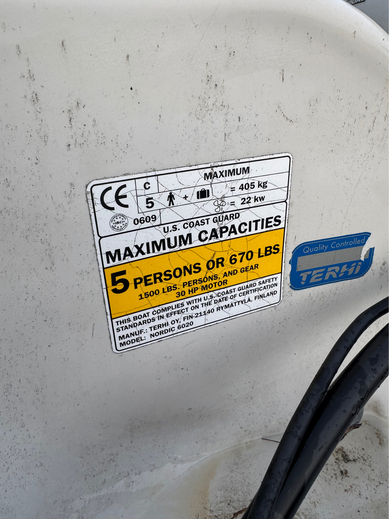 CE
C
MAXIMUM
5
+
= 405 kg
0609
= 22 kw
U.S. COAST GUARD
MAXIMUM CAPACITIES
5 PERSONS OR 670 LBS
1500 LBS. PERSONS, AND GEAR
30 HP MOTOR
THIS BOAT COMPLIES WITH U.S. COAST GUARD SAFETY
STANDARDS IN EFFECT ON THE DATE OF CERTIFICATION
MANUF.: TERHI OY, FIN-21140 RYMATTYLA, FINLAND
MODEL: NORDIC 6020
Quality Controlled
TERHI